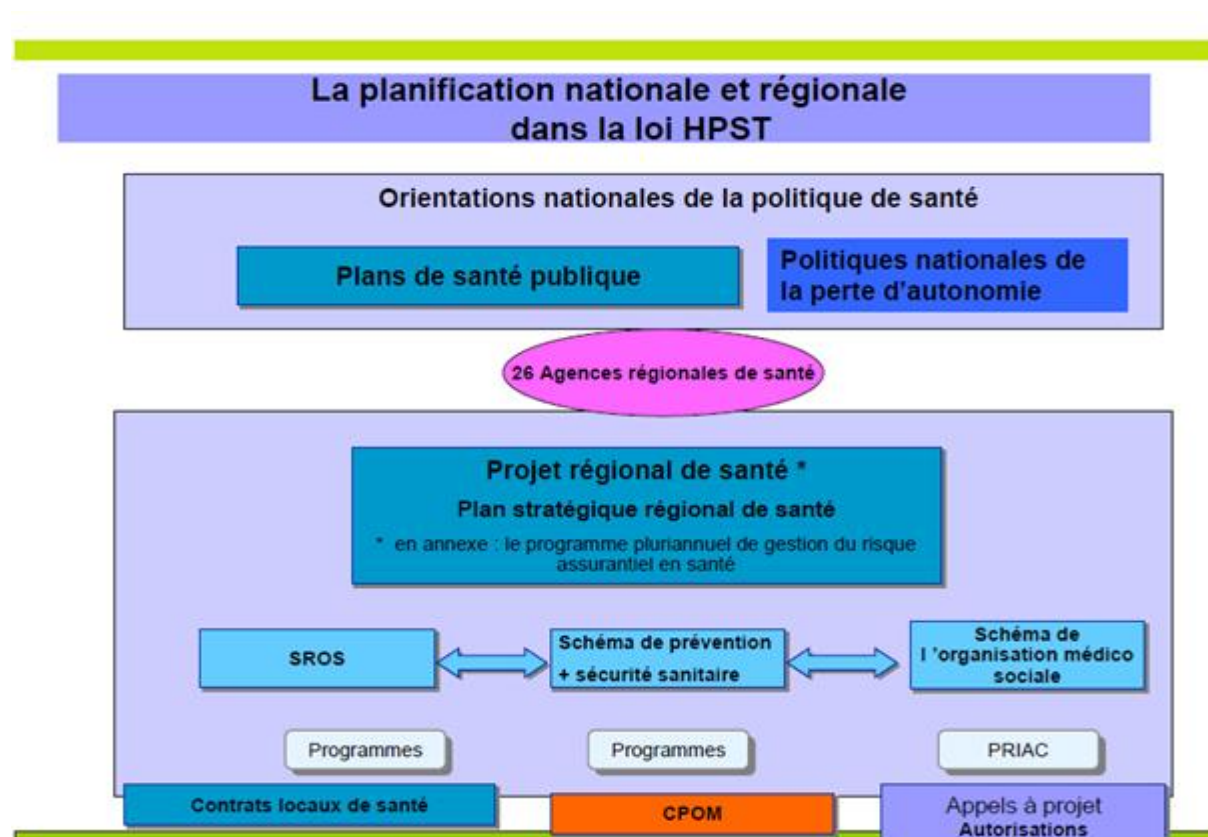 La planification nationale et régionale
dans la loi HPST
Orientations nationales de la politique de santé
Plans de santé publique
Politiques nationales de
la perte d'autonomie
26 Agences régionales de santé
Projet régional de santé *
Plan stratégique régional de santé
* en annexe : le programme pluriannuel de gestion du risque
assurantiel en santé
SROS
Schéma de prévention
+ sécurité sanitaire
Schéma de
l 'organisation médico
sociale
Programmes
Programmes
PRIAC
Contrats locaux de santé
CPOM
Appels à projet
Autorisations